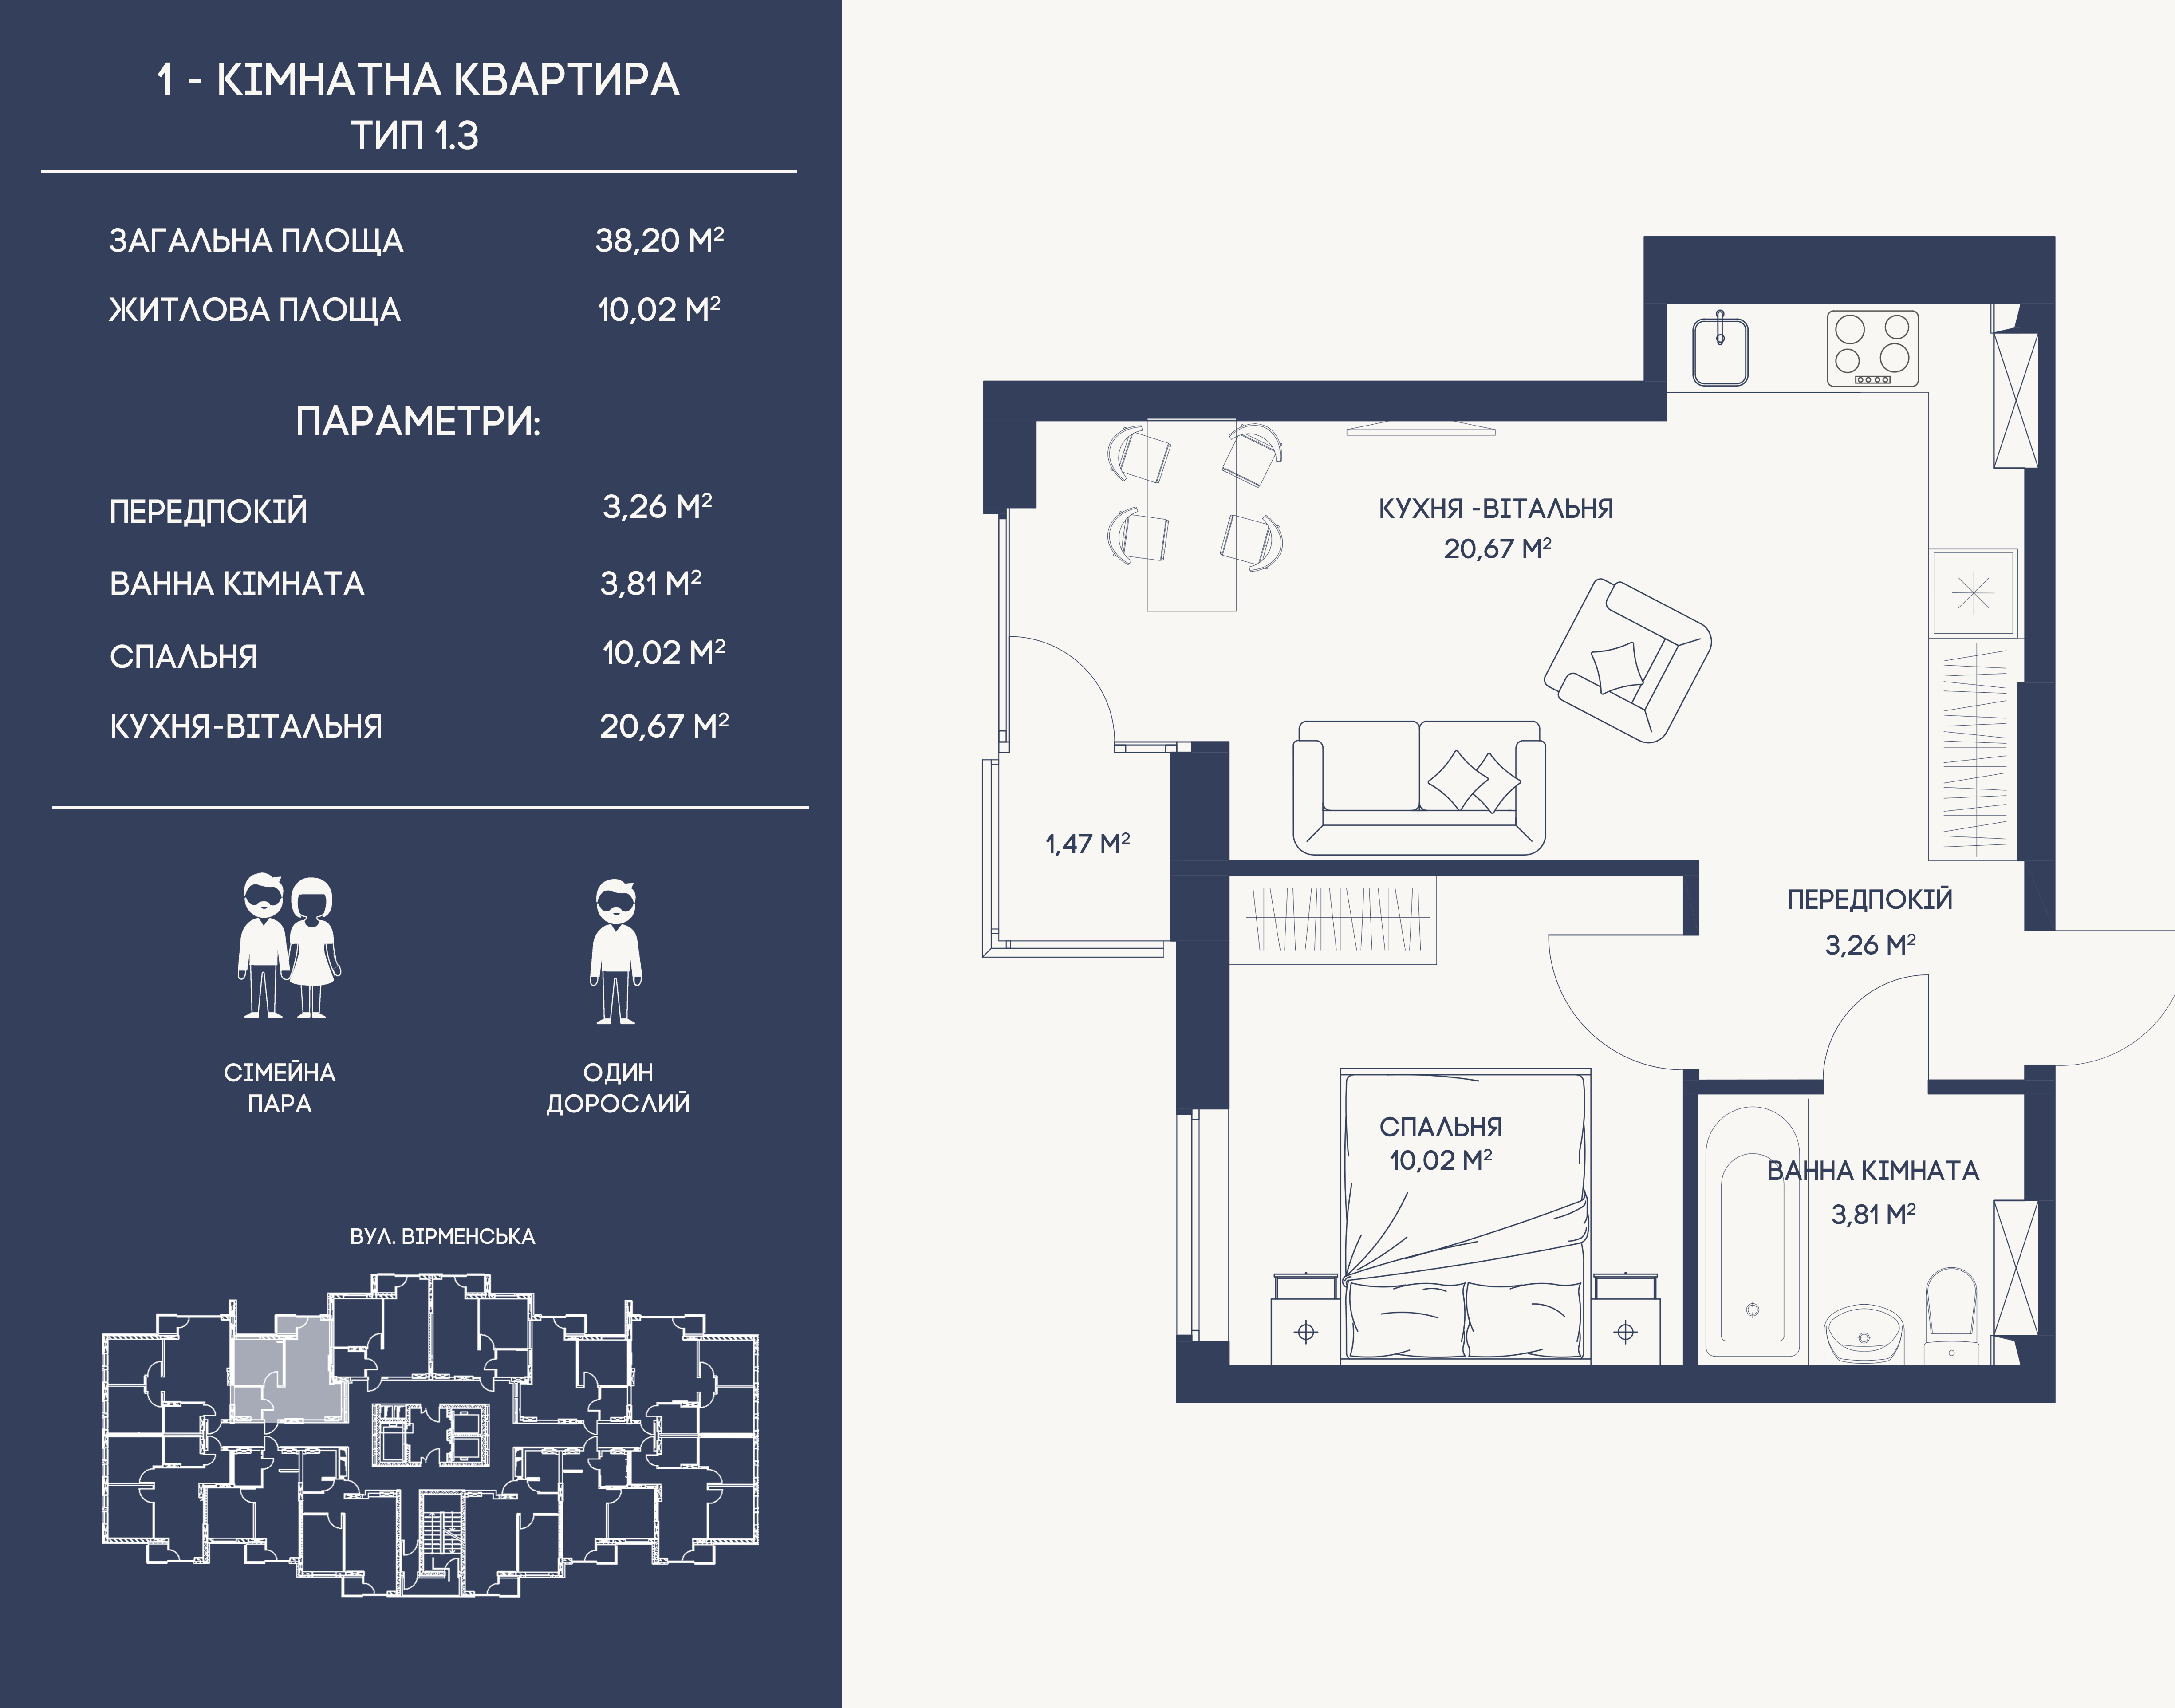 1 - КІМНАТНА КВАРТИРА
ТИП 1.3
ЗАГАЛЬНА ПЛОЩА 38,20 М²
ЖИТЛОВА ПЛОЩА 10,02 М²
ПАРАМЕТРИ:
ПЕРЕДПОКІЙ 3,26 М²
ВАННА КІМНАТА 3,81 М²
СПАЛЬНЯ 10,02 М²
КУХНЯ-ВІТАЛЬНЯ 20,67 М²
СІМЕЙНА
ПАРА
ОДИН
ДОРОСЛИЙ
ВУЛ. ВІРМЕНСЬКА
КУХНЯ -ВІТАЛЬНЯ
20,67 М²
1,47 М²
ПЕРЕДПОКІЙ
3,26 М²
СПАЛЬНЯ
10,02 М²
ВАННА КІМНАТА
3,81 М²